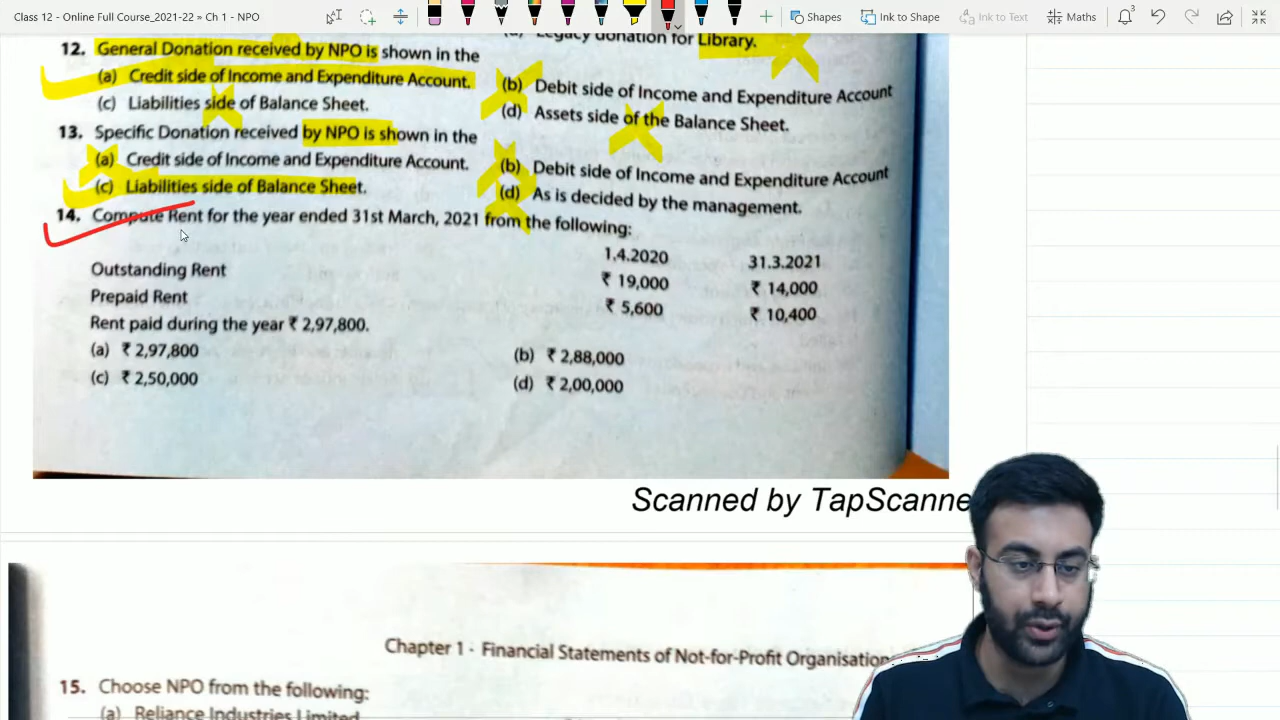 Class 12 - Online Full Course_2021-22 » Ch 1 - NPO
Shapes
Ink to Shape
Ink to Text
Maths
3
Legacy donation for Library.
12. General Donation received by NPO is shown in the
(a) Credit side of Income and Expenditure Account.
(b) Debit side of Income and Expenditure Account
(c) Liabilities side of Balance Sheet.
(d) Assets side of the Balance Sheet.
13. Specific Donation received by NPO is shown in the
(a) Credit side of Income and Expenditure Account.
(b) Debit side of Income and Expenditure Account
(c) Liabilities side of Balance Sheet.
(d) As is decided by the management.
14. Compute Rent for the year ended 31st March, 2021 from the following:
1.4.2020 31.3.2021
Outstanding Rent ₹ 19,000 ₹ 14,000
Prepaid Rent ₹ 5,600 ₹ 10,400
Rent paid during the year ₹ 2,97,800.
(a) ₹ 2,97,800 (b) ₹ 2,88,000
(c) ₹ 2,50,000 (d) ₹ 2,00,000
Scanned by TapScanne
Chapter 1 · Financial Statements of Not-for-Profit Organisation
15. Choose NPO from the following:
(a) Reliance Industries Limited